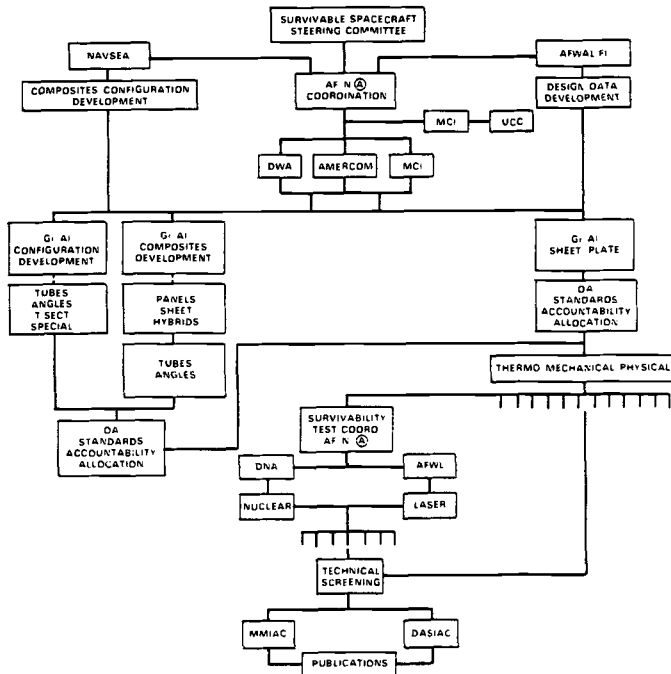 SURVIVABLE SPACECRAFT
STEERING COMMITTEE
NAVSEA
AFWAL FI
COMPOSITES CONFIGURATION
DEVELOPMENT
AF N Ⓐ
COORDINATION
DESIGN DATA
DEVELOPMENT
MCI
UCC
DWA
AMERCOM
MCI
Gr Al
CONFIGURATION
DEVELOPMENT
Gr Al
COMPOSITES
DEVELOPMENT
Gr Al
SHEET PLATE
TUBES
ANGLES
T SECT
SPECIAL
PANELS
SHEET
HYBRIDS
OA
STANDARDS
ACCOUNTABILITY
ALLOCATION
TUBES
ANGLES
THERMO MECHANICAL PHYSICAL
OA
STANDARDS
ACCOUNTABILITY
ALLOCATION
SURVIVABILITY
TEST COORD
AF N Ⓐ
DNA
AFWL
NUCLEAR
LASER
TECHNICAL
SCREENING
MMIAC
DASIAC
PUBLICATIONS